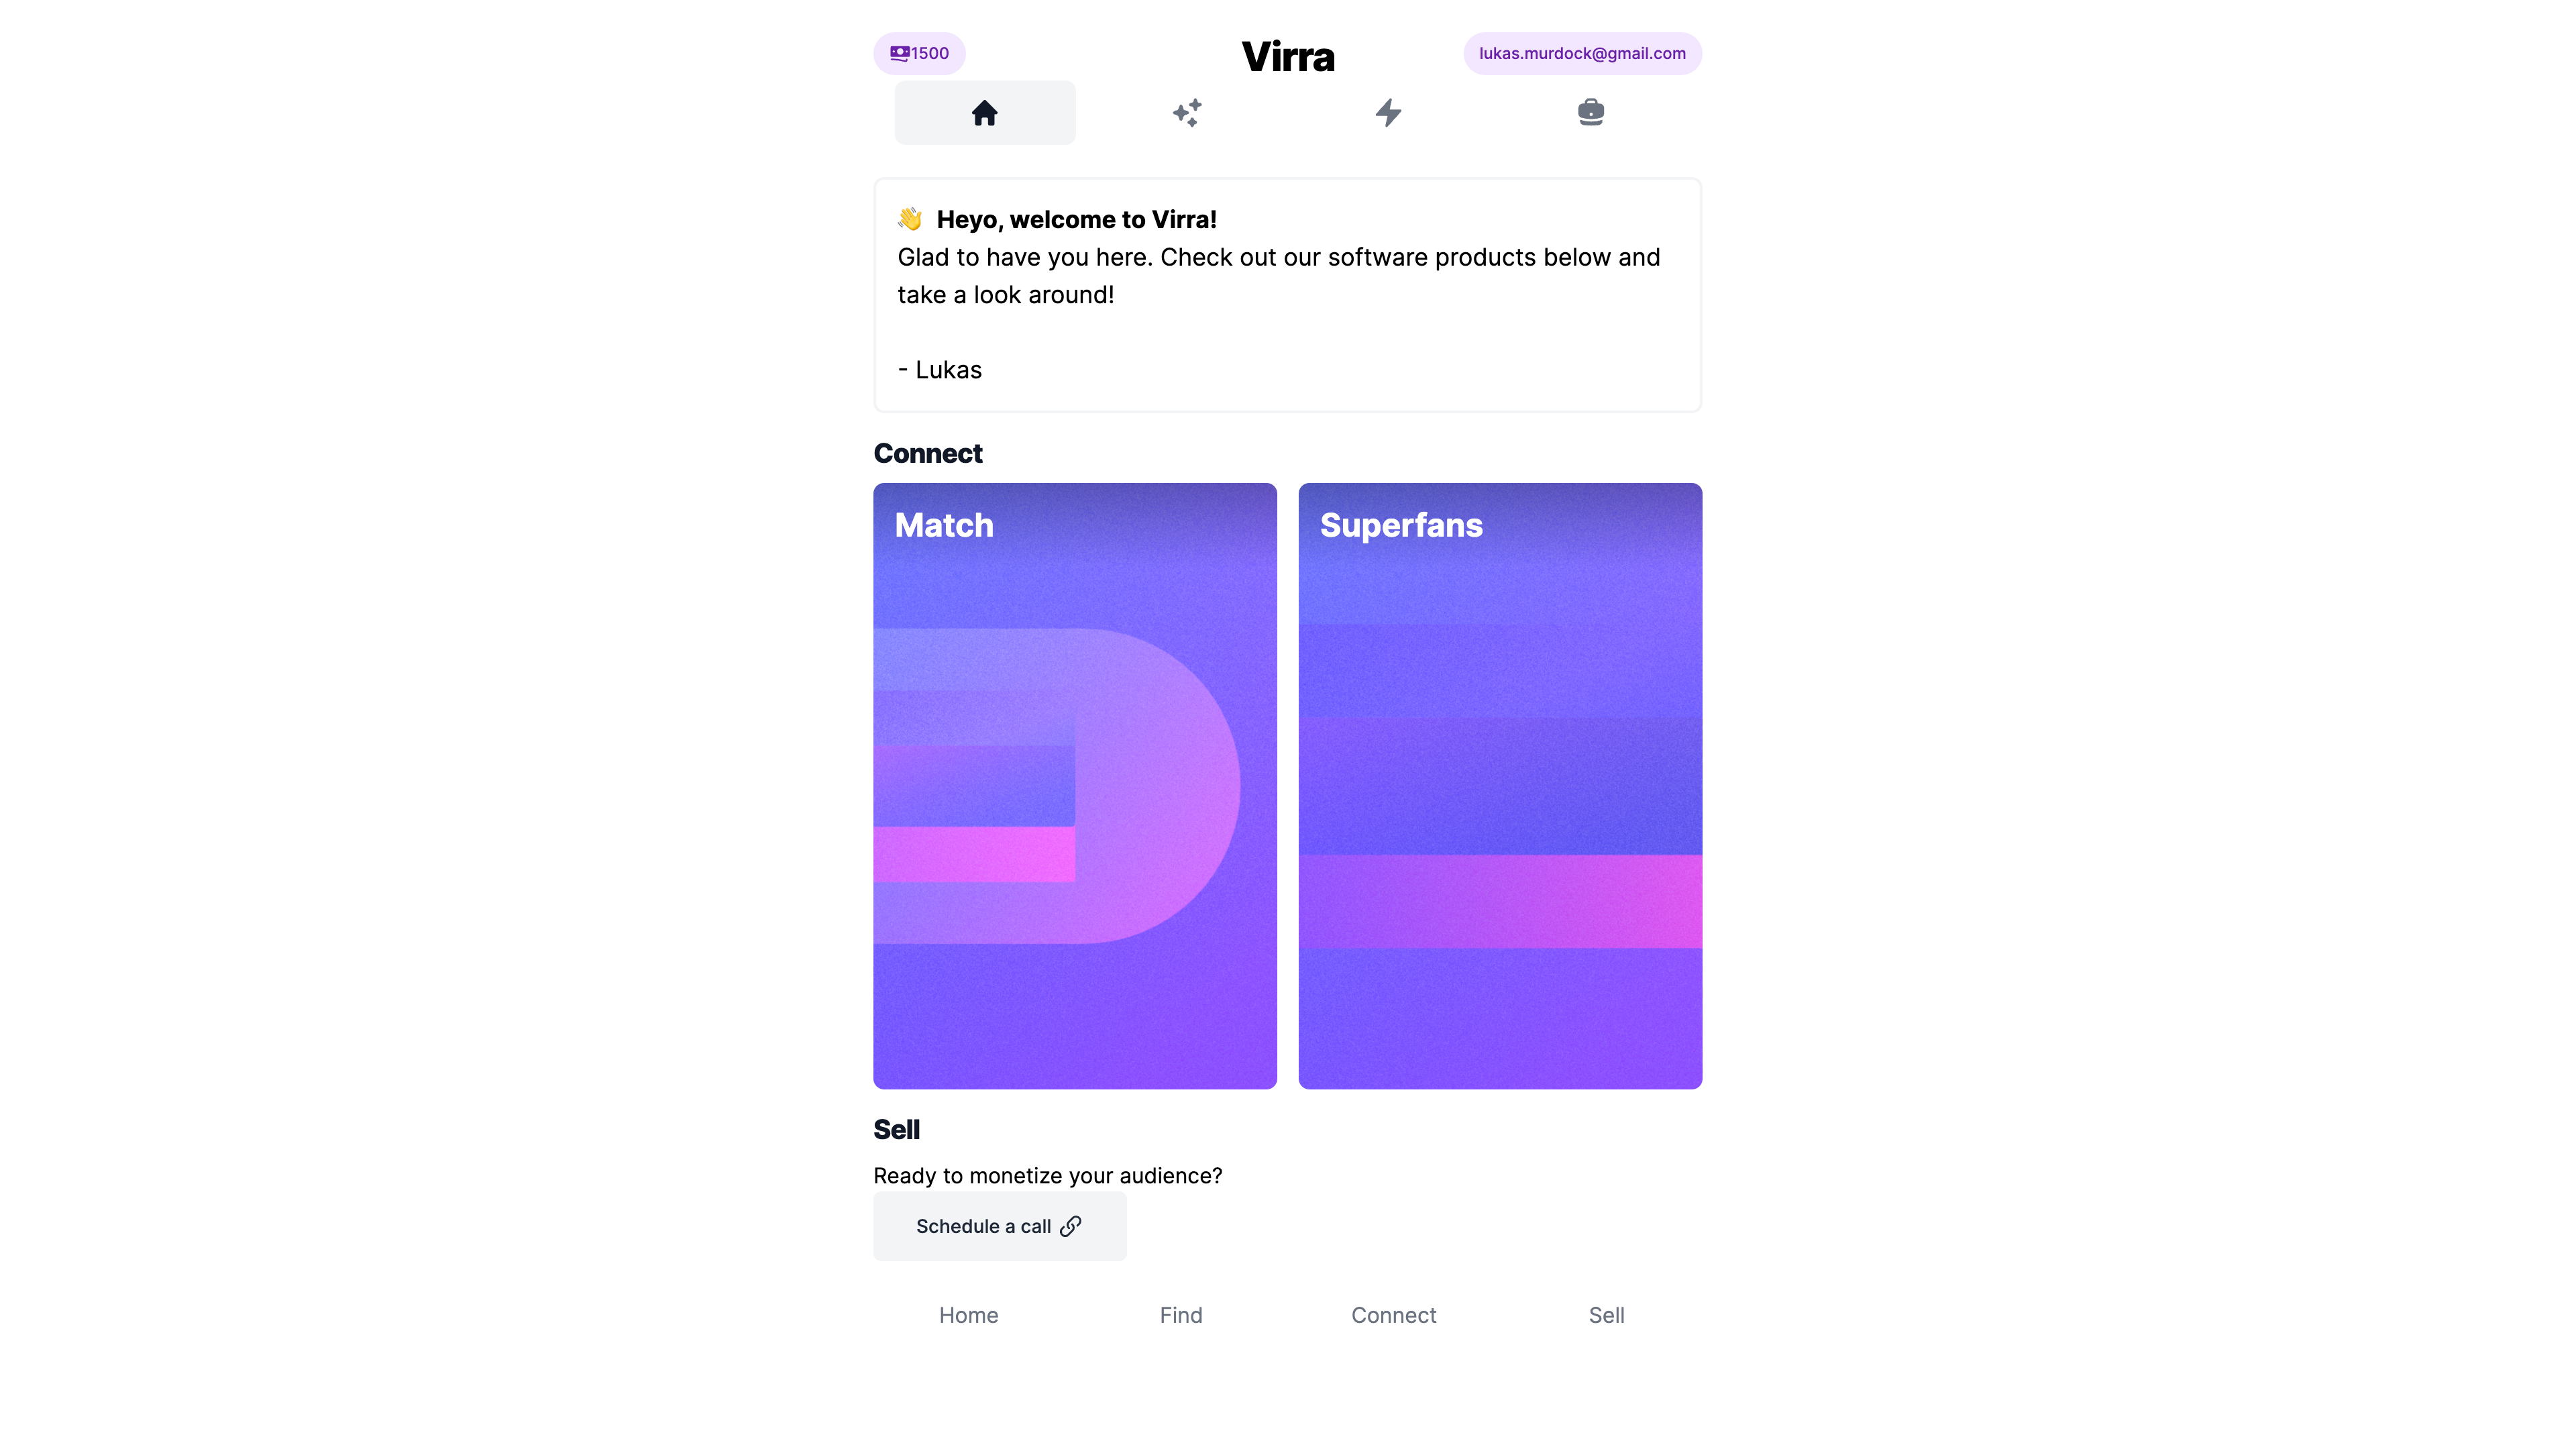 1500
Virra
lukas.murdock@gmail.com
👋 Heyo, welcome to Virra!
Glad to have you here. Check out our software products below and
take a look around!
- Lukas
Connect
Match
Superfans
Sell
Ready to monetize your audience?
Schedule a call
Home
Find
Connect
Sell